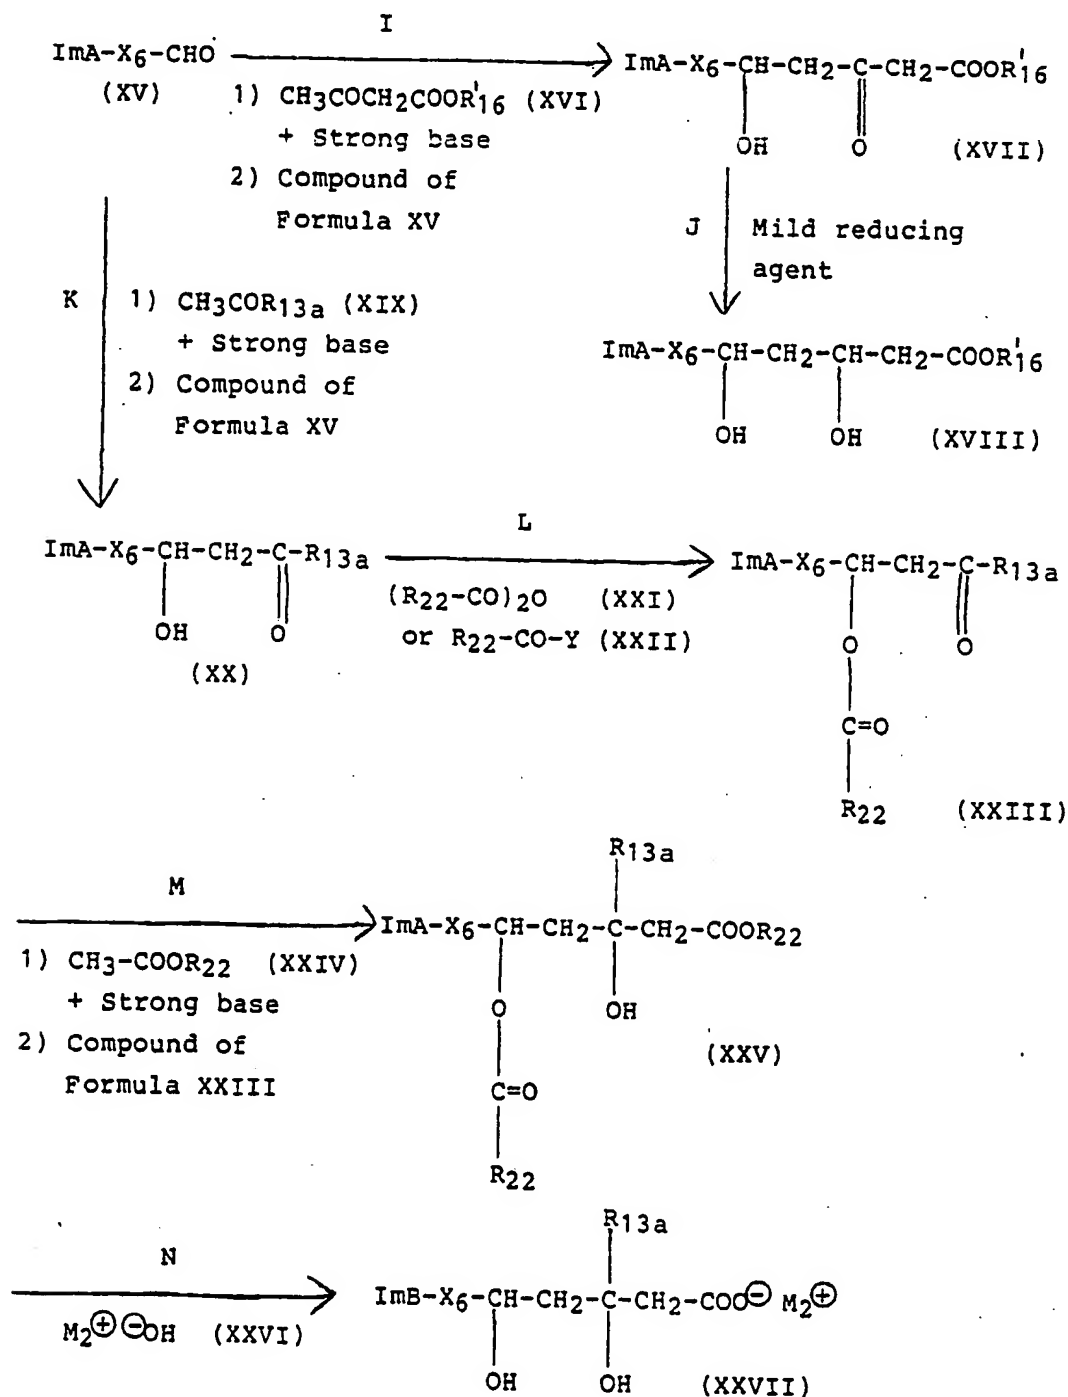 I
ImA-X6-CHO
(XV)
1) CH3COCH2COOR'16 (XVI)
+ Strong base
2) Compound of
Formula XV
ImA-X6-CH-CH2-C-CH2-COOR'16
OH O (XVII)
J Mild reducing
agent
K 1) CH3COR13a (XIX)
+ Strong base
2) Compound of
Formula XV
ImA-X6-CH-CH2-CH-CH2-COOR'16
OH OH (XVIII)
ImA-X6-CH-CH2-C-R13a
OH O
(XX)
L
(R22-CO)2O (XXI)
or R22-CO-Y (XXII)
ImA-X6-CH-CH2-C-R13a
O O
C=O
R22 (XXIII)
M
1) CH3-COOR22 (XXIV)
+ Strong base
2) Compound of
Formula XXIII
R13a
ImA-X6-CH-CH2-C-CH2-COOR22
O OH
(XXV)
C=O
R22
N
M2⊕ ⊖OH (XXVI)
R13a
ImB-X6-CH-CH2-C-CH2-COO⊖ M2⊕
OH OH (XXVII)